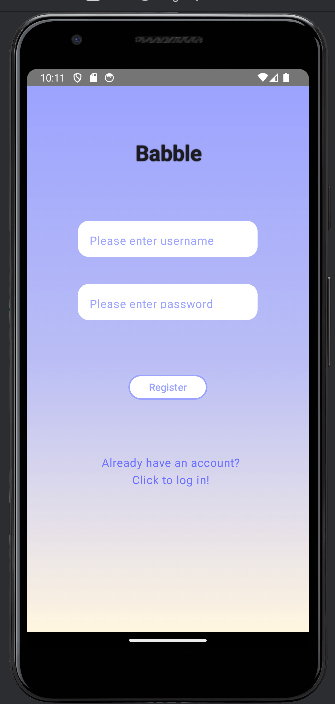 10:11
Babble
Please enter username
Please enter password
Register
Already have an account?
Click to log in!